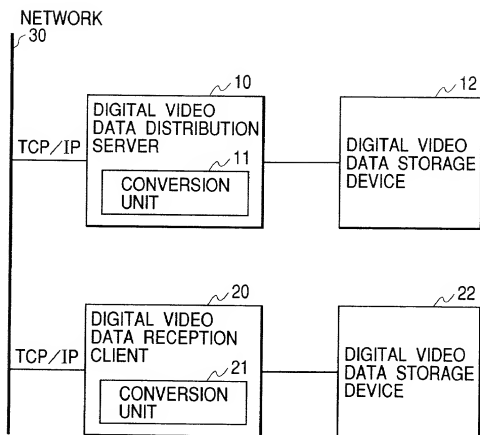 NETWORK
30
10
12
DIGITAL VIDEO
DATA DISTRIBUTION
SERVER
11
CONVERSION
UNIT
TCP/IP
DIGITAL VIDEO
DATA STORAGE
DEVICE
20
22
DIGITAL VIDEO
DATA RECEPTION
CLIENT
21
CONVERSION
UNIT
TCP/IP
DIGITAL VIDEO
DATA STORAGE
DEVICE